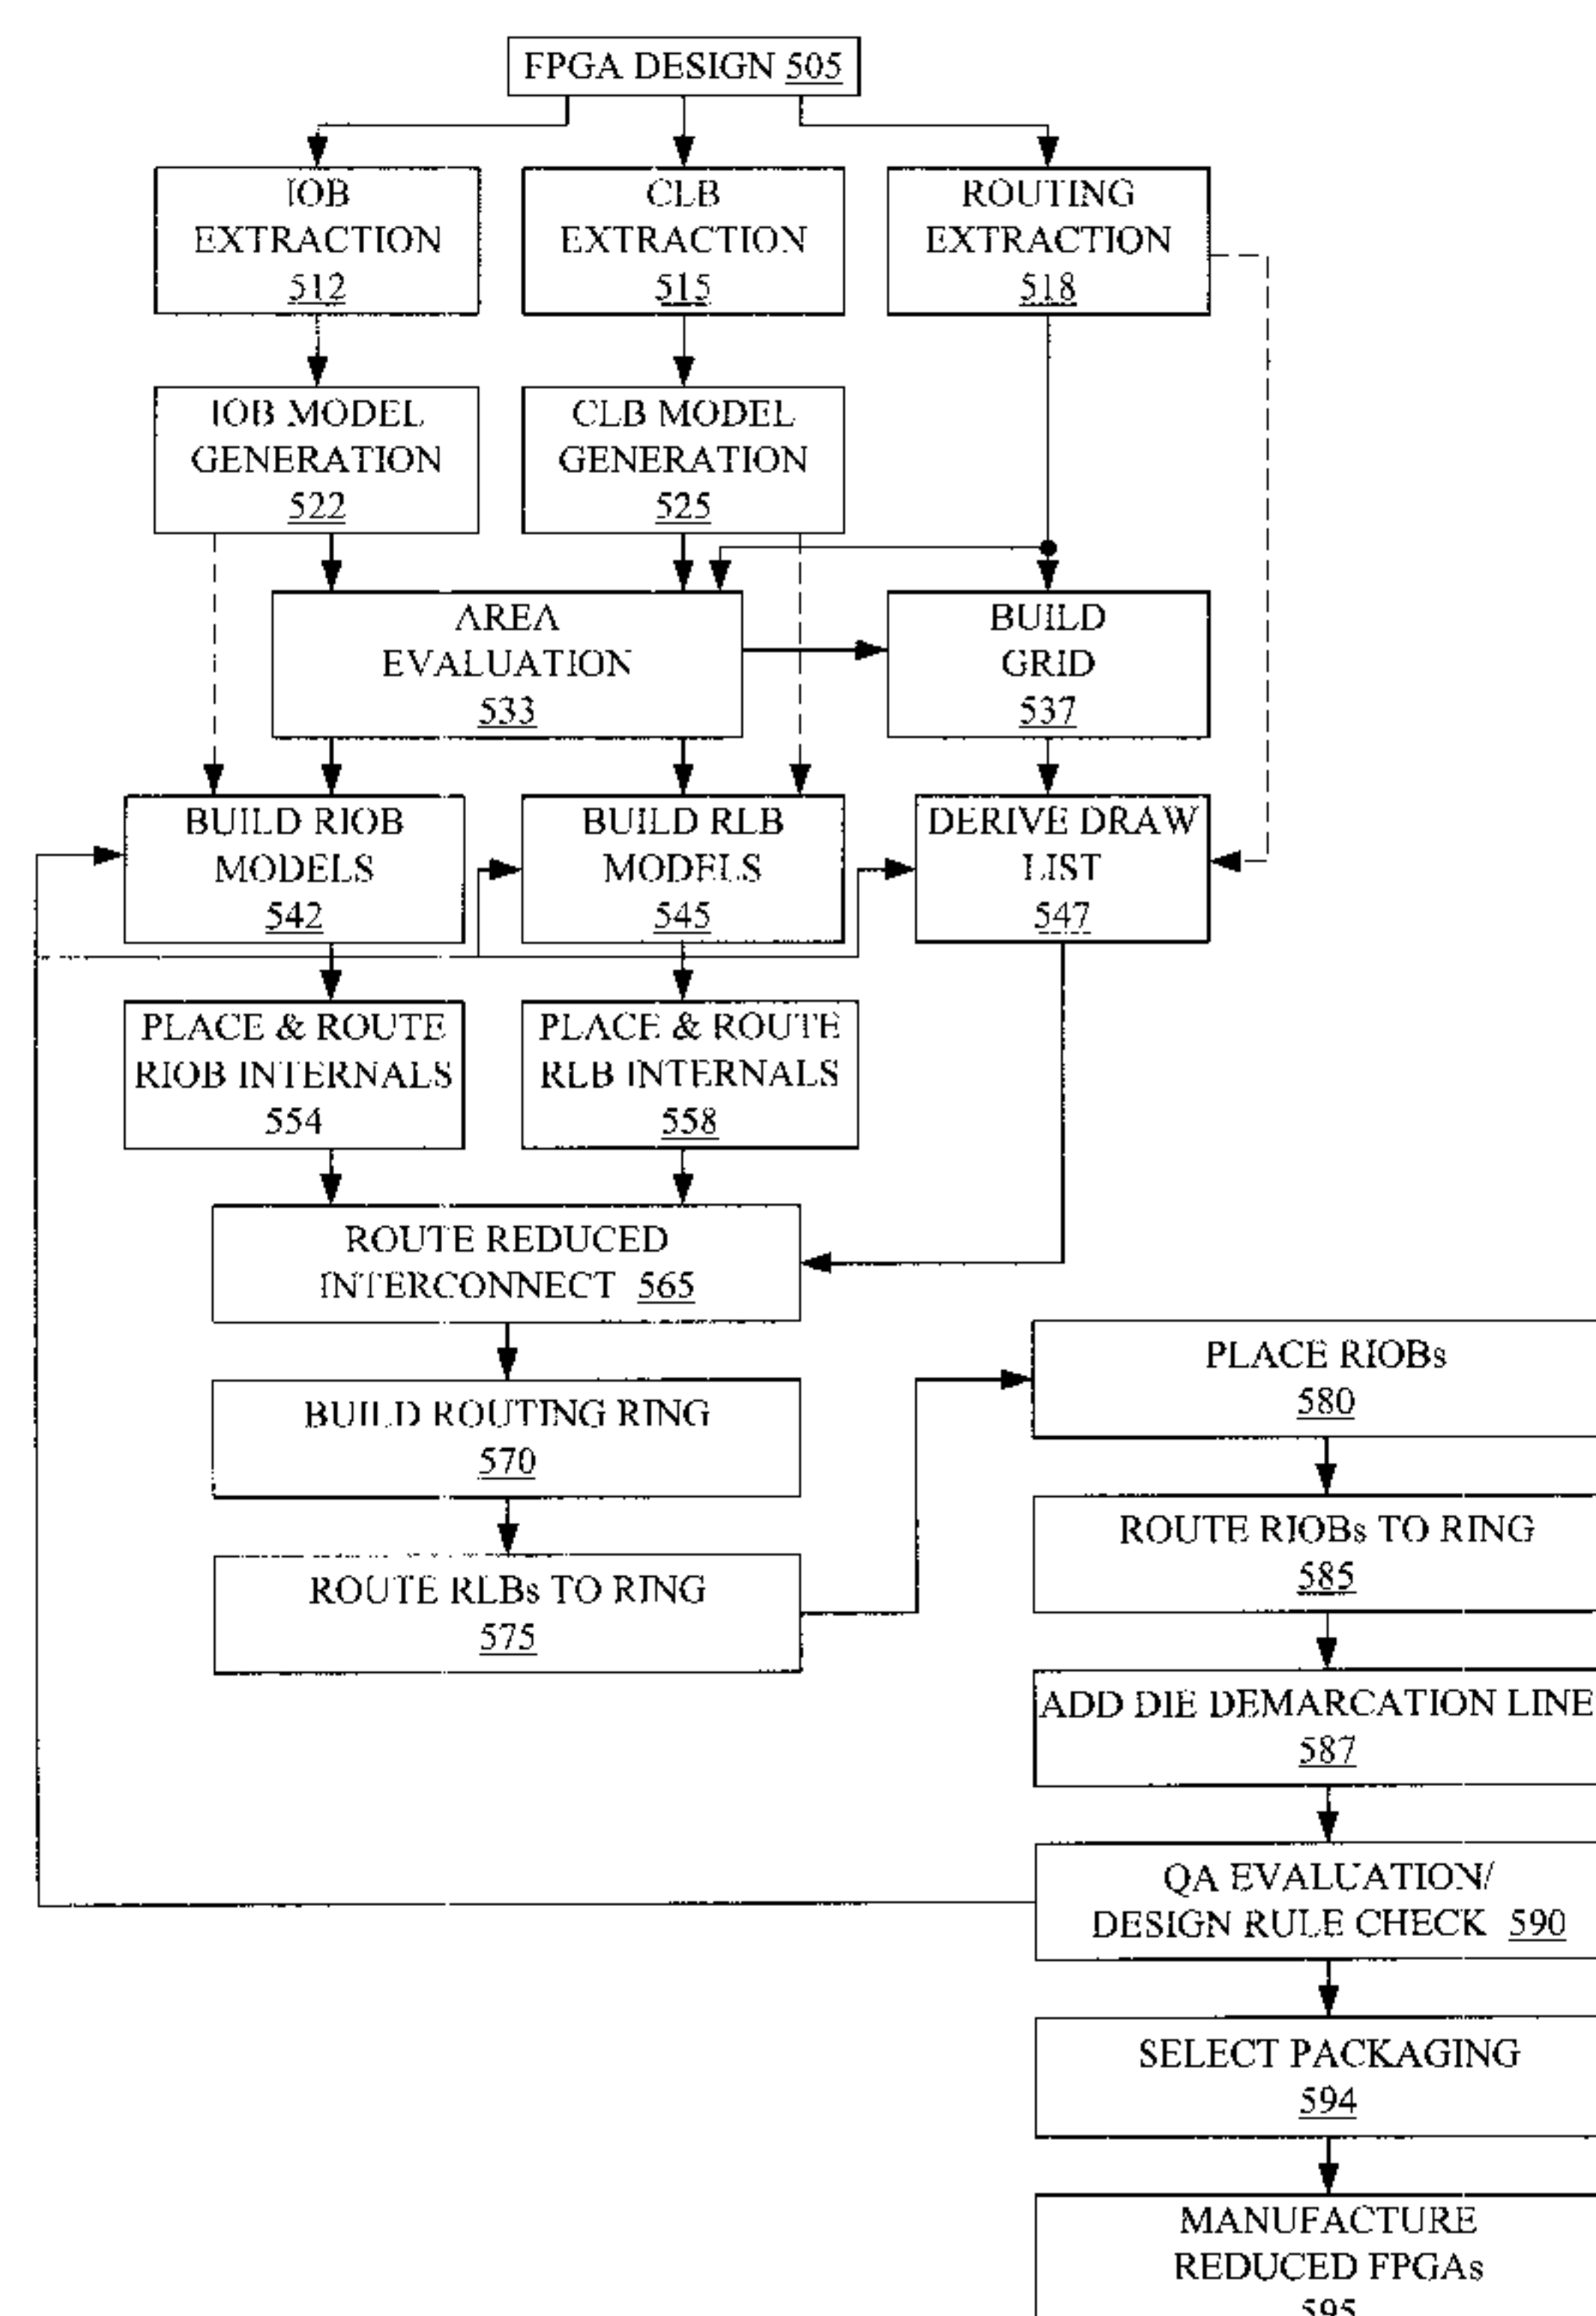 FPGA DESIGN 505
IOB
EXTRACTION
512
CLB
EXTRACTION
515
ROUTING
EXTRACTION
518
IOB MODEL
GENERATION
522
CLB MODEL
GENERATION
525
AREA
EVALUATION
533
BUILD
GRID
537
BUILD RIOB
MODELS
542
BUILD RLB
MODELS
545
DERIVE DRAW
LIST
547
PLACE & ROUTE
RIOB INTERNALS
554
PLACE & ROUTE
RLB INTERNALS
558
ROUTE REDUCED
INTERCONNECT 565
BUILD ROUTING RING
570
ROUTE RLBs TO RING
575
PLACE RIOBs
580
ROUTE RIOBs TO RING
585
ADD DIE DEMARCATION LINE
587
QA EVALUATION/
DESIGN RULE CHECK 590
SELECT PACKAGING
594
MANUFACTURE
REDUCED FPGAs
595